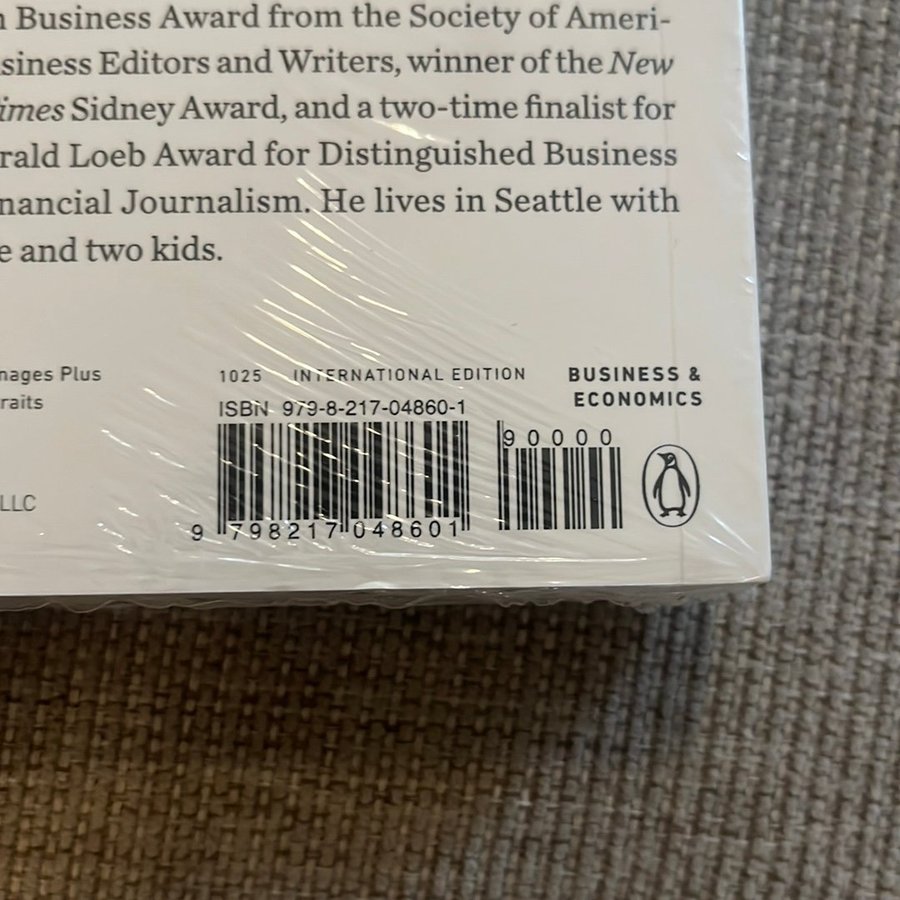 n Business Award from the Society of Ameri-
siness Editors and Writers, winner of the New
imes Sidney Award, and a two-time finalist for
rald Loeb Award for Distinguished Business
nancial Journalism. He lives in Seattle with
e and two kids.
nages Plus
raits
LLC
1025 INTERNATIONAL EDITION
ISBN 979-8-217-04860-1
9 798217 048601
90000
BUSINESS &
ECONOMICS